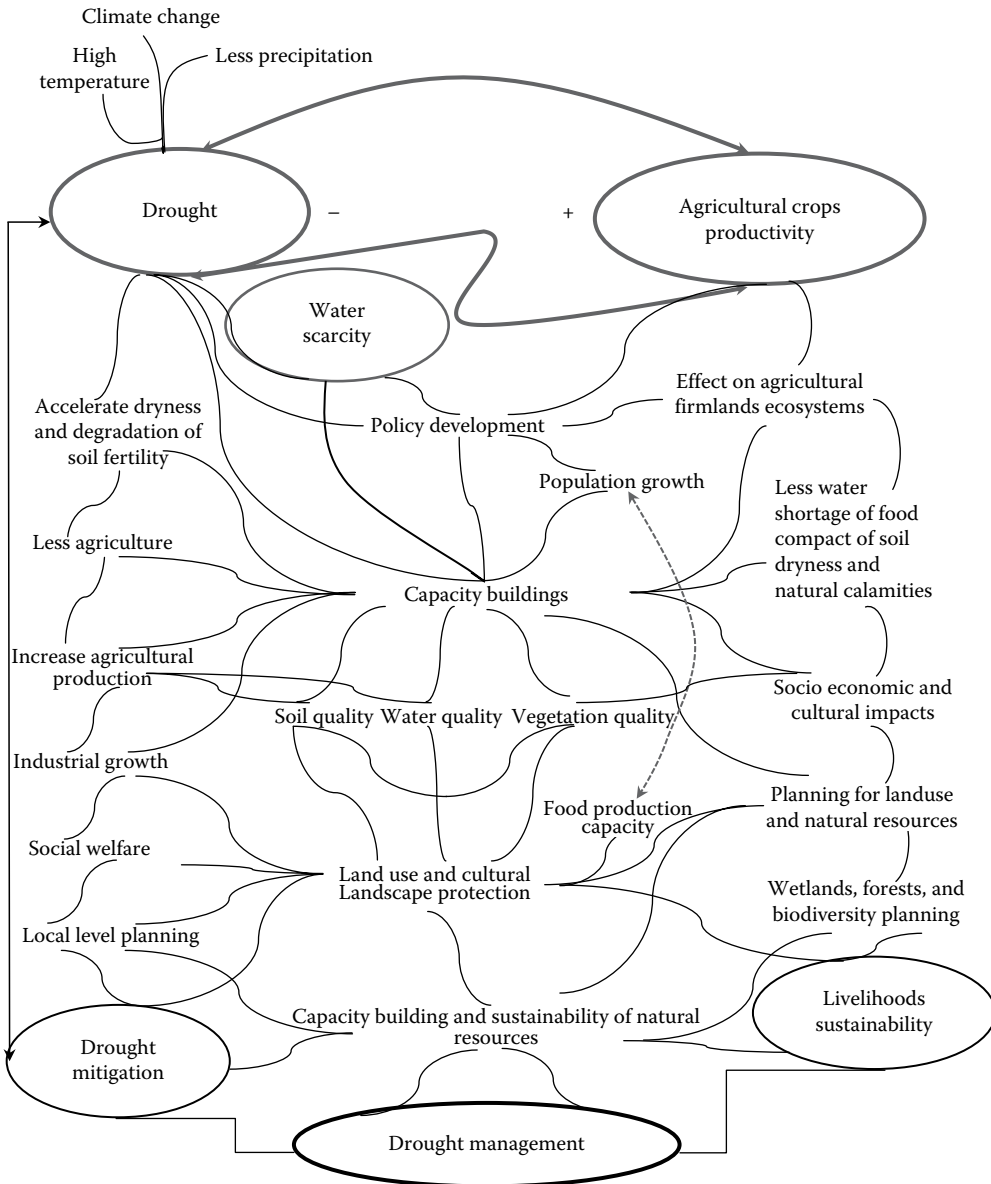 Climate change
High
temperature
Less precipitation
Drought
–
+
Agricultural crops
productivity
Water
scarcity
Accelerate dryness
and degradation of
soil fertility
Policy development
Effect on agricultural
firmlands ecosystems
Population growth
Less water
shortage of food
compact of soil
dryness and
natural calamities
Less agriculture
Capacity buildings
Increase agricultural
production
Soil quality
Water quality
Vegetation quality
Socio economic and
cultural impacts
Industrial growth
Food production
capacity
Planning for landuse
and natural resources
Social welfare
Land use and cultural
Landscape protection
Wetlands, forests, and
biodiversity planning
Local level planning
Capacity building and sustainability of natural
resources
Livelihoods
sustainability
Drought
mitigation
Drought management